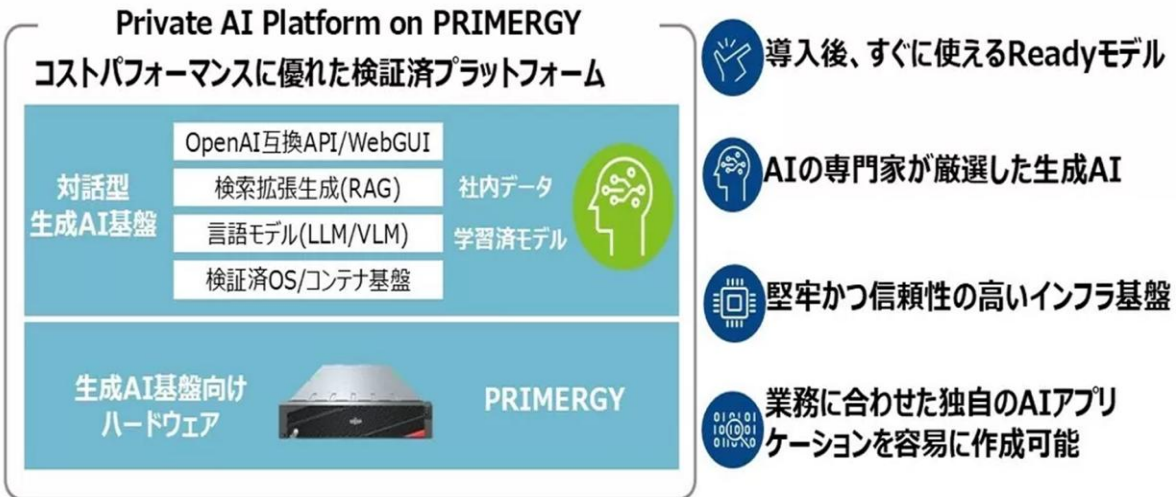 Private AI Platform on PRIMERGY
コストパフォーマンスに優れた検証済プラットフォーム
対話型
生成AI基盤
OpenAI互換API/WebGUI
検索拡張生成(RAG)
言語モデル(LLM/VLM)
検証済OS/コンテナ基盤
社内データ
学習済モデル
生成AI基盤向け
ハードウェア
PRIMERGY
導入後、すぐに使えるReadyモデル
AIの専門家が厳選した生成AI
堅牢かつ信頼性の高いインフラ基盤
業務に合わせた独自のAIアプリ
ケーションを容易に作成可能